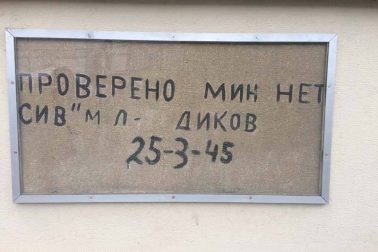 ПРОВЕРЕНО МИН НЕТ
СИВ"М Л- ДИКОВ
25-3-45